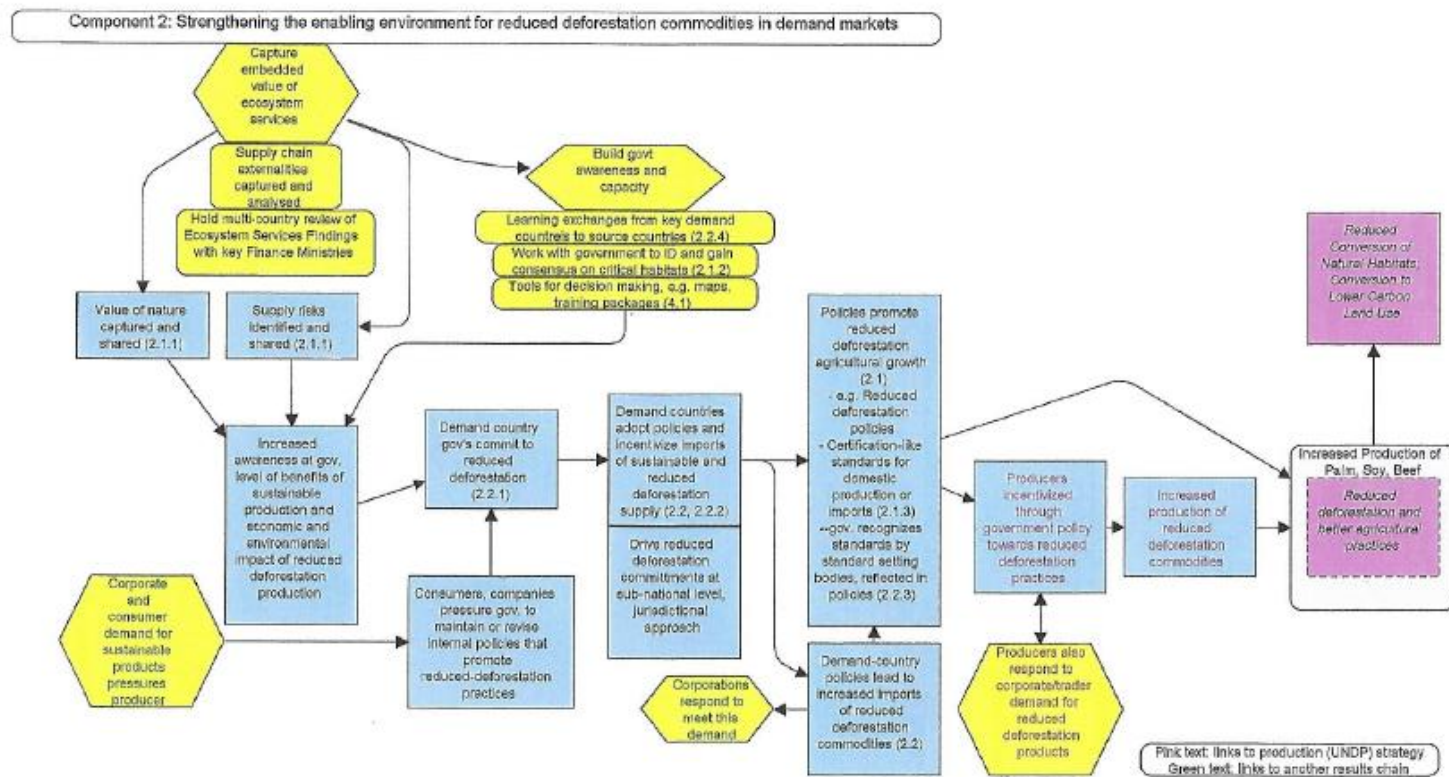 Component 2: Strengthening the enabling environment for reduced deforestation commodities in demand markets
Capture
embedded
value of
ecosystem
services
Supply chain
externalities
captured and
analysed
Hold multi-country review of
Ecosystem Services Findings
with key Finance Ministries
Build govt
awareness and
capacity
Learning exchanges from key demand
countreis to source countries (2.2.4)
Work with government to ID and gain
consensus on critical habitats (2.1.2)
Tools for decision making, e.g. maps,
training packages (4.1)
Value of nature
captured and
shared (2.1.1)
Supply risks
identified and
shared (2.1.1)
Increased
awareness at gov,
level of benefits of
sustainable
production and
economic and
environmental
impact of reduced
deforestation
production
Demand country
gov's commit to
reduced
deforestation
(2.2.1)
Demand countries
adopt policies and
incentivize imports
of sustainable and
reduced
deforestation
supply (2.2, 2.2.2)
Drive reduced
deforestation
committments at
sub-national level,
jurisdictional
approach
Corporate
and
consumer
demand for
sustainable
products
pressures
producer
Consumers, companies
pressure gov. to
maintain or revise
internal policies that
promote
reduced-deforestation
practices
Policies promote
reduced
deforestation
agricultural growth
(2.1)
- e.g. Reduced
deforestation
policies
- Certification-like
standards for
domestic
production or
imports (2.1.3)
--gov. recognizes
standards by
standard setting
bodies, reflected in
policies (2.2.3)
Demand-country
policies lead to
increased imports
of reduced
deforestation
commodities (2.2)
Corporations
respond to
meet this
demand
Producers
incentivized
through
government policy
towards reduced
deforestation
practices
Producers also
respond to
corporate/trader
demand for
reduced
deforestation
products
Increased
production of
reduced
deforestation
commodities
Reduced
Conversion of
Natural Habitats;
Conversion to
Lower Carbon
Land Use
Increased Production of
Palm, Soy, Beef
Reduced
deforestation and
better agricultural
practices
Pink text: links to production (UNDP) strategy
Green text: links to another results chain